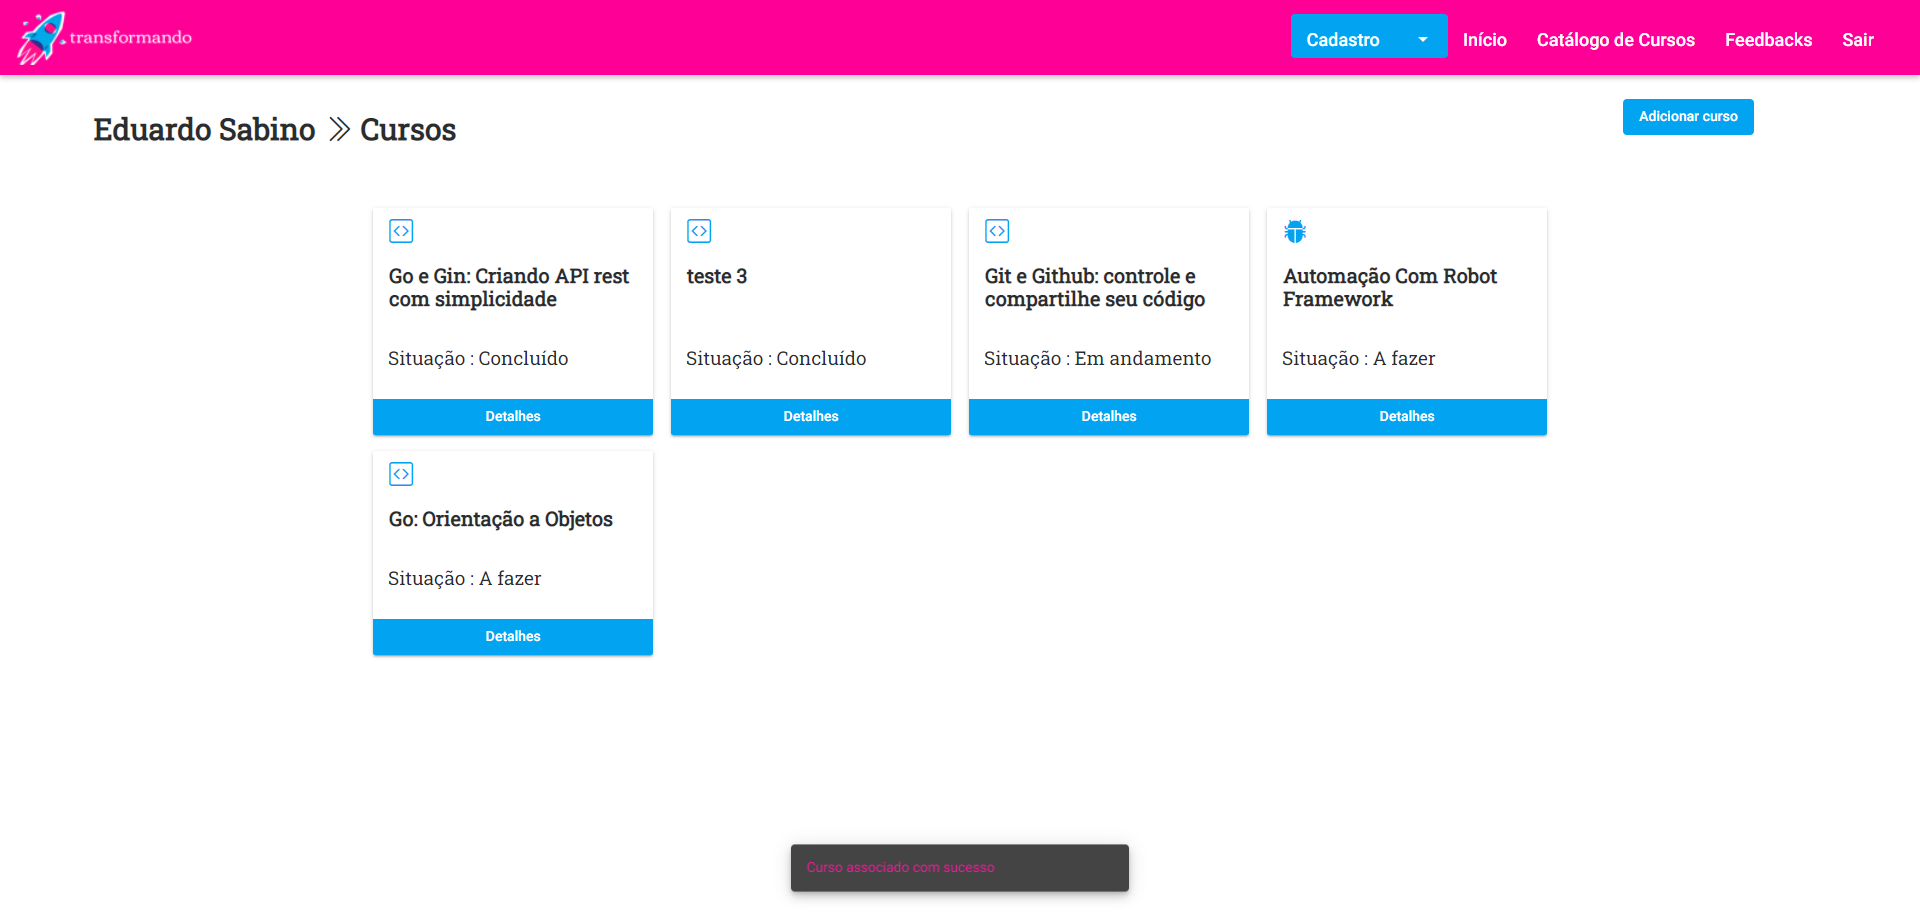 transformando
Cadastro
Início
Catálogo de Cursos
Feedbacks
Sair
Eduardo Sabino
Cursos
Adicionar curso
Go e Gin: Criando API rest
com simplicidade
Situação : Concluído
Detalhes
teste 3
Situação : Concluído
Detalhes
Git e Github: controle e
compartilhe seu código
Situação : Em andamento
Detalhes
Automação Com Robot
Framework
Situação : A fazer
Detalhes
Go: Orientação a Objetos
Situação : A fazer
Detalhes
Curso associado com sucesso